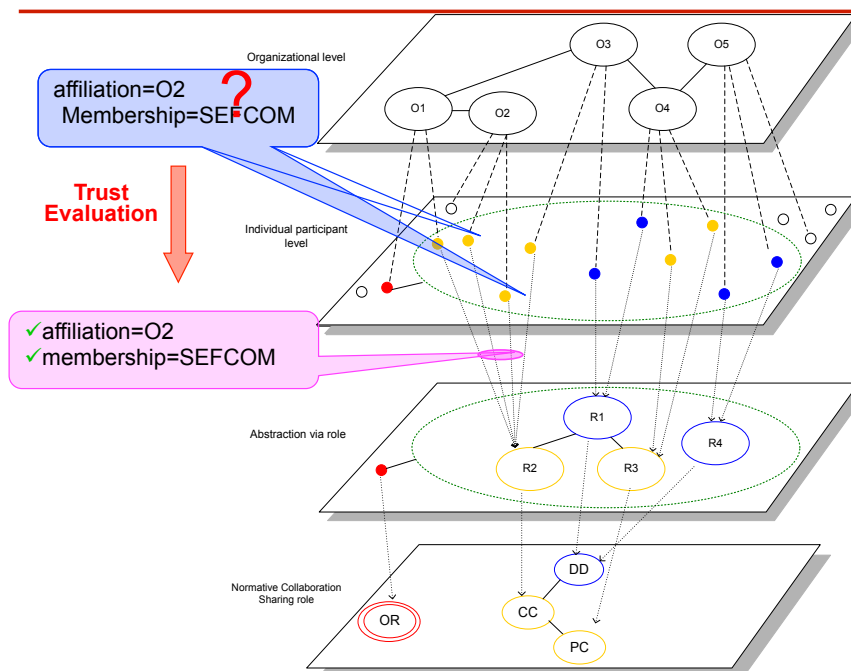 Organizational level
O3
O5
affiliation=O2
?
Membership=SEFCOM
O1
O2
O4
Trust
Evaluation
Individual participant
level
✓affiliation=O2
✓membership=SEFCOM
Abstraction via role
R1
R4
R2
R3
Normative Collaboration
Sharing role
DD
CC
OR
PC